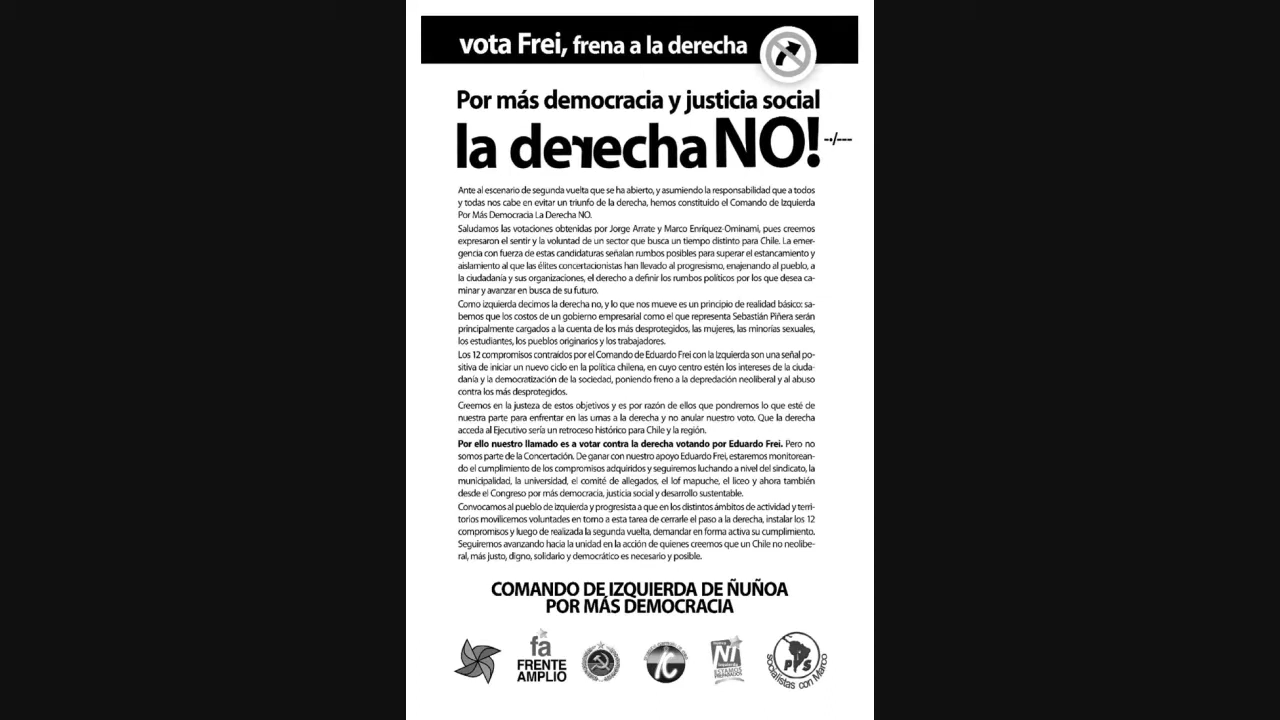 vota Frei, frena a la derecha
Por más democracia y justicia social
la derecha NO! -·/---
Ante al escenario de segunda vuelta que se ha abierto, y asumiendo la responsabilidad que a todos
y todas nos cabe en evitar un triunfo de la derecha, hemos constituido el Comando de Izquierda
Por Más Democracia La Derecha NO.
Saludamos las votaciones obtenidas por Jorge Arrate y Marco Enríquez-Ominami, pues creemos
expresaron el sentir y la voluntad de un sector que busca un tiempo distinto para Chile. La emer-
gencia con fuerza de estas candidaturas señalan rumbos posibles para superar el estancamiento y
aislamiento al que las élites concertacionistas han llevado al progresismo, enajenando al pueblo, a
la ciudadanía y sus organizaciones, el derecho a definir los rumbos políticos por los que desea ca-
minar y avanzar en busca de su futuro.
Como izquierda decimos la derecha no, y lo que nos mueve es un principio de realidad básico: sa-
bemos que los costos de un gobierno empresarial como el que representa Sebastián Piñera serán
principalmente cargados a la cuenta de los más desprotegidos, las mujeres, las minorías sexuales,
los estudiantes, los pueblos originarios y los trabajadores.
Los 12 compromisos contraídos por el Comando de Eduardo Frei con la Izquierda son una señal po-
sitiva de iniciar un nuevo ciclo en la política chilena, en cuyo centro estén los intereses de la ciuda-
danía y la democratización de la sociedad, poniendo freno a la depredación neoliberal y al abuso
contra los más desprotegidos.
Creemos en la justeza de estos objetivos y es por razón de ellos que pondremos lo que esté de
nuestra parte para enfrentar en las urnas a la derecha y no anular nuestro voto. Que la derecha
acceda al Ejecutivo sería un retroceso histórico para Chile y la región.
Por ello nuestro llamado es a votar contra la derecha votando por Eduardo Frei. Pero no
somos parte de la Concertación. De ganar con nuestro apoyo Eduardo Frei, estaremos monitorean-
do el cumplimiento de los compromisos adquiridos y seguiremos luchando a nivel del sindicato, la
municipalidad, la universidad, el comité de allegados, el lof mapuche, el liceo y ahora también
desde el Congreso por más democracia, justicia social y desarrollo sustentable.
Convocamos al pueblo de izquierda y progresista a que en los distintos ámbitos de actividad y terri-
torios movilicemos voluntades en torno a esta tarea de cerrarle el paso a la derecha, instalar los 12
compromisos y luego de realizada la segunda vuelta, demandar en forma activa su cumplimiento.
Seguiremos avanzando hacia la unidad en la acción de quienes creemos que un Chile no neolibe-
ral, más justo, digno, solidario y democrático es necesario y posible.
COMANDO DE IZQUIERDA DE ÑUÑOA
POR MÁS DEMOCRACIA
fa
FRENTE
AMPLIO
IC
NI
Izquierda
ESTAMOS
PREPARADOS
PS
socialistas con Marco